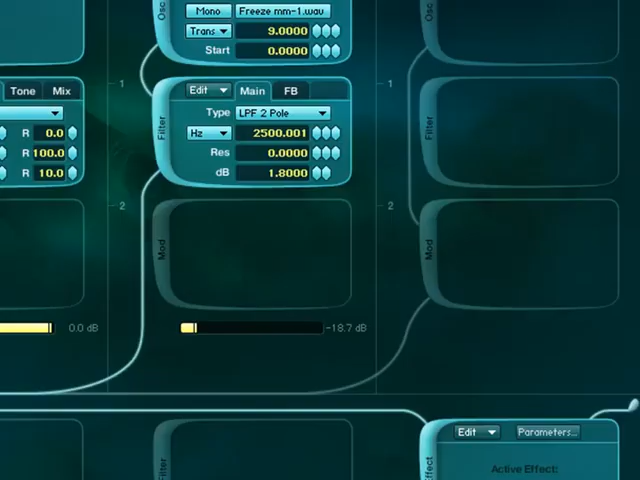 Osc
Mono Freeze mm-1.wav
Trans 9.0000
Start 0.0000
Osc
1
1
Tone Mix
R 0.0
R 100.0
R 10.0
Filter
Edit Main FB
Type LPF 2 Pole
Hz 2500.001
Res 0.0000
dB 1.8000
Filter
2
2
Mod
Mod
0.0 dB
-18.7 dB
Filter
Effect
Edit Parameters...
Active Effect: